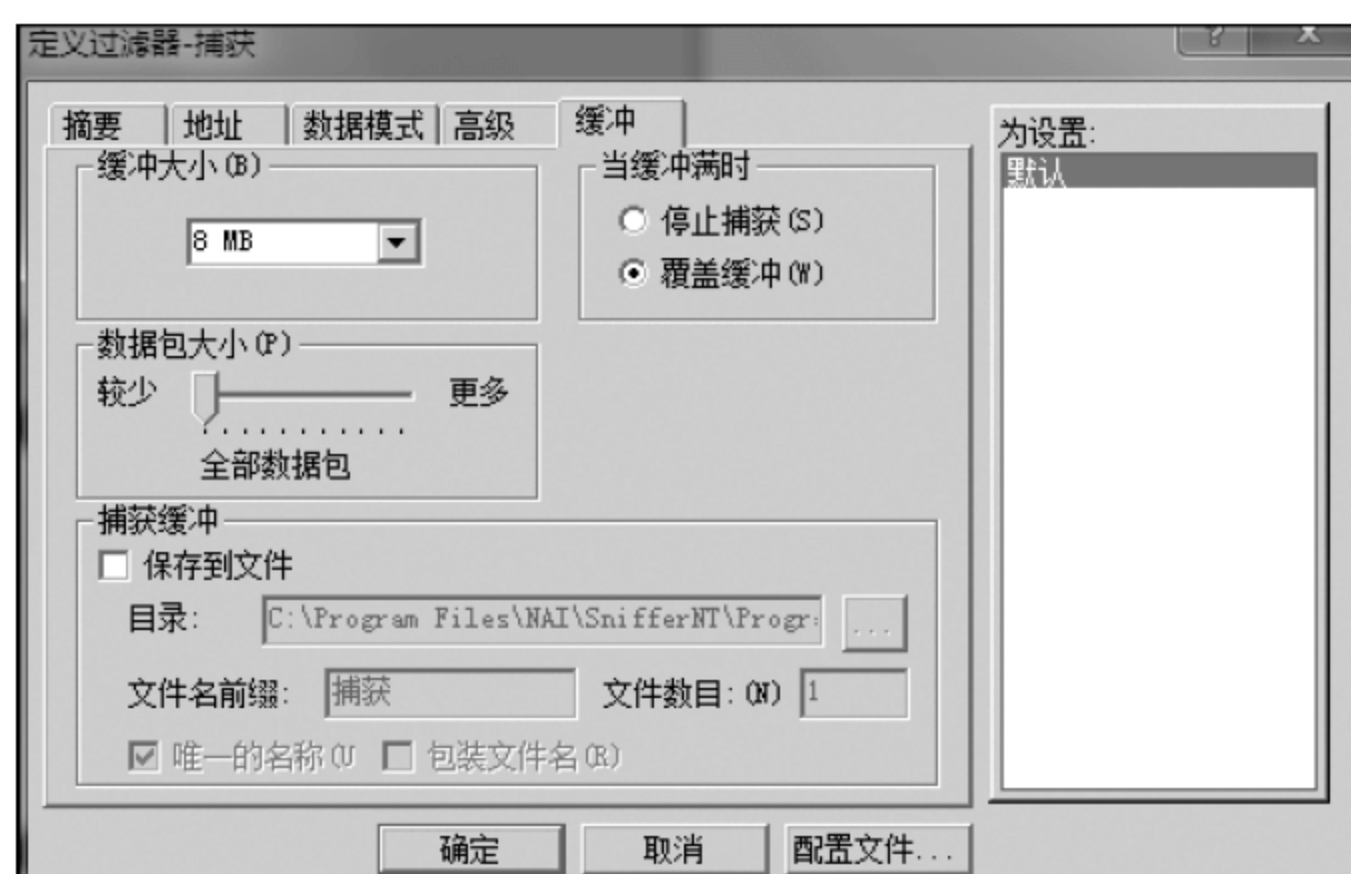 定义过滤器-捕获
? x
摘要 地址 数据模式 高级 缓冲
缓冲大小(B)
8 MB
当缓冲满时
停止捕获(S)
覆盖缓冲(W)
数据包大小(P)
较少 更多
全部数据包
捕获缓冲
保存到文件
目录: C:\Program Files\NAI\SnifferNT\Progr ...
文件名前缀: 捕获 文件数目:(N) 1
唯一的名称(U 包装文件名(R)
为设置:
默认
确定 取消 配置文件...